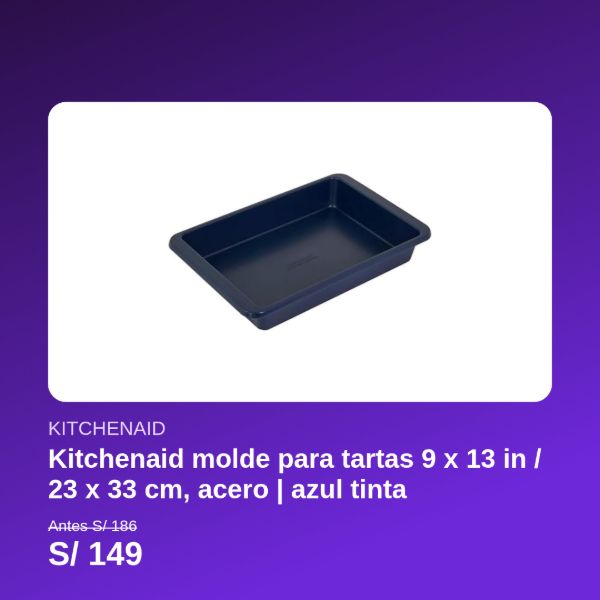 KITCHENAID
Kitchenaid molde para tartas 9 x 13 in /
23 x 33 cm, acero | azul tinta
Antes S/ 186
S/ 149